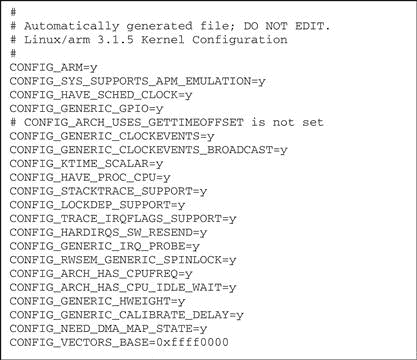 #
# Automatically generated file; DO NOT EDIT.
# Linux/arm 3.1.5 Kernel Configuration
#
CONFIG_ARM=y
CONFIG_SYS_SUPPORTS_APM_EMULATION=y
CONFIG_HAVE_SCHED_CLOCK=y
CONFIG_GENERIC_GPIO=y
# CONFIG_ARCH_USES_GETTIMEOFFSET is not set
CONFIG_GENERIC_CLOCKEVENTS=y
CONFIG_GENERIC_CLOCKEVENTS_BROADCAST=y
CONFIG_KTIME_SCALAR=y
CONFIG_HAVE_PROC_CPU=y
CONFIG_STACKTRACE_SUPPORT=y
CONFIG_LOCKDEP_SUPPORT=y
CONFIG_TRACE_IRQFLAGS_SUPPORT=y
CONFIG_HARDIRQS_SW_RESEND=y
CONFIG_GENERIC_IRQ_PROBE=y
CONFIG_RWSEM_GENERIC_SPINLOCK=y
CONFIG_ARCH_HAS_CPUFREQ=y
CONFIG_ARCH_HAS_CPU_IDLE_WAIT=y
CONFIG_GENERIC_HWEIGHT=y
CONFIG_GENERIC_CALIBRATE_DELAY=y
CONFIG_NEED_DMA_MAP_STATE=y
CONFIG_VECTORS_BASE=0xffff0000